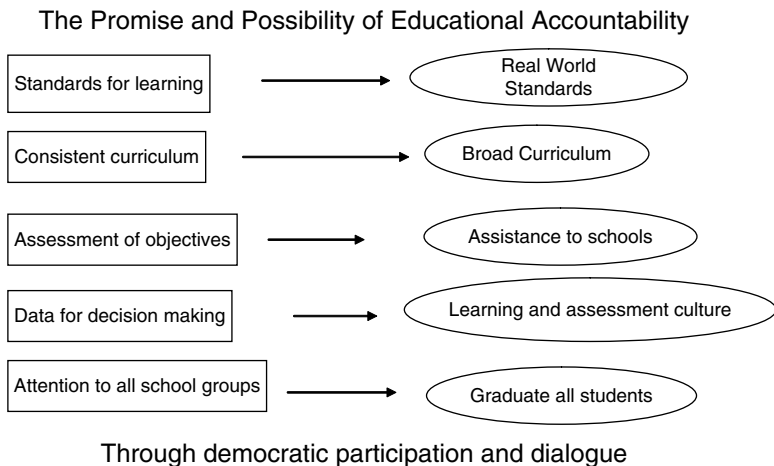 The Promise and Possibility of Educational Accountability
Standards for learning
Real World
Standards
Consistent curriculum
Broad Curriculum
Assessment of objectives
Assistance to schools
Data for decision making
Learning and assessment culture
Attention to all school groups
Graduate all students
Through democratic participation and dialogue